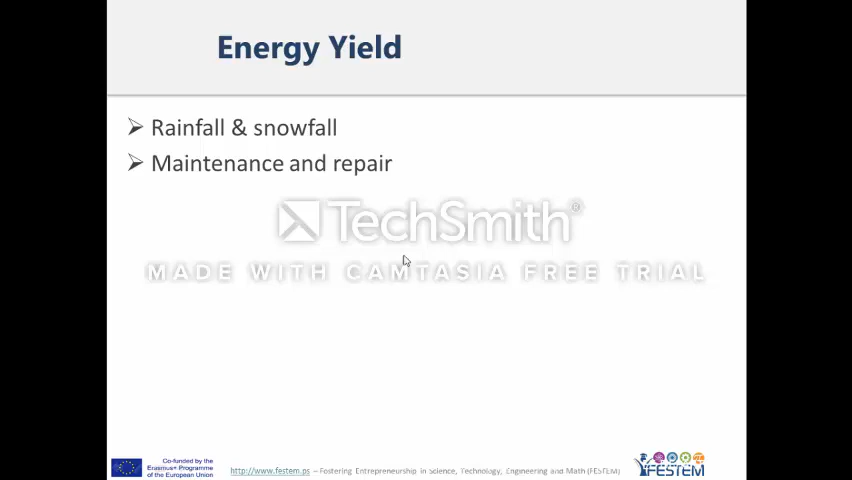 Energy Yield
➢ Rainfall & snowfall
➢ Maintenance and repair
TechSmith®
MADE WITH CAMTASIA FREE TRIAL
Co-funded by the
Erasmus+ Programme
of the European Union
http://www.festem.ps – Fostering Entrepreneurship in Science, Technology, Engineering and Math (FESTEM)
FESTEM